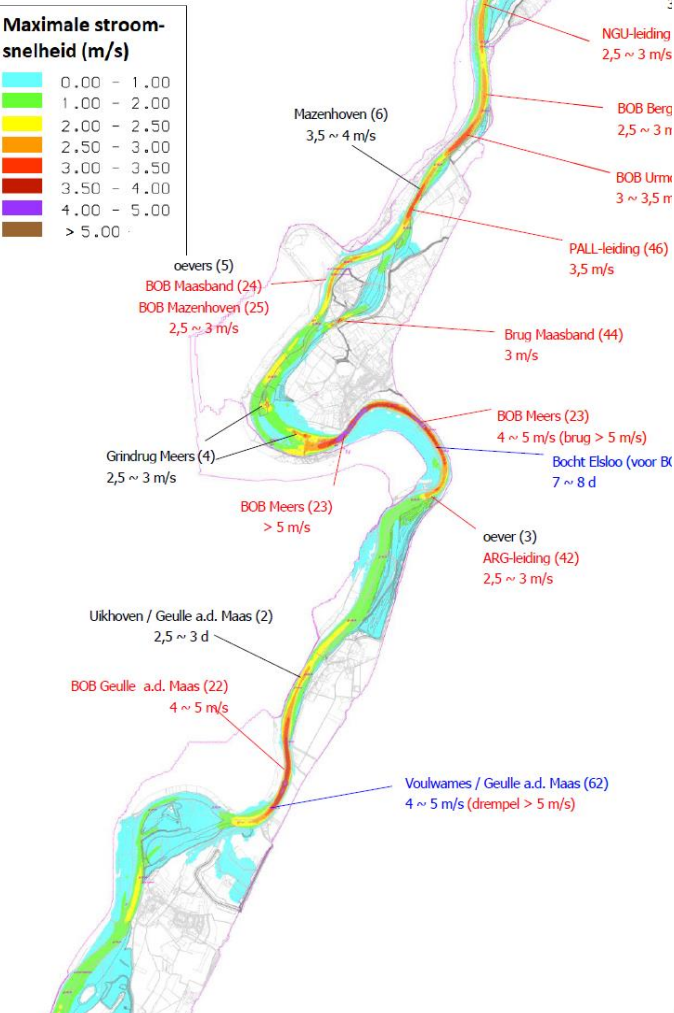 Maximale stroom-
snelheid (m/s)
0.00 - 1.00
1.00 - 2.00
2.00 - 2.50
2.50 - 3.00
3.00 - 3.50
3.50 - 4.00
4.00 - 5.00
> 5.00
NGU-leiding
2,5 ~ 3 m/s
Mazenhoven (6)
3,5 ~ 4 m/s
BOB Berg
2,5 ~ 3 m
BOB Urmo
3 ~ 3,5 m
PALL-leiding (46)
3,5 m/s
oevers (5)
BOB Maasband (24)
BOB Mazenhoven (25)
2,5 ~ 3 m/s
Brug Maasband (44)
3 m/s
BOB Meers (23)
4 ~ 5 m/s (brug > 5 m/s)
Bocht Elsloo (voor BO
7 ~ 8 d
Grindrug Meers (4)
2,5 ~ 3 m/s
BOB Meers (23)
> 5 m/s
oever (3)
ARG-leiding (42)
2,5 ~ 3 m/s
Uikhoven / Geulle a.d. Maas (2)
2,5 ~ 3 d
BOB Geulle a.d. Maas (22)
4 ~ 5 m/s
Voulwames / Geulle a.d. Maas (62)
4 ~ 5 m/s (drempel > 5 m/s)